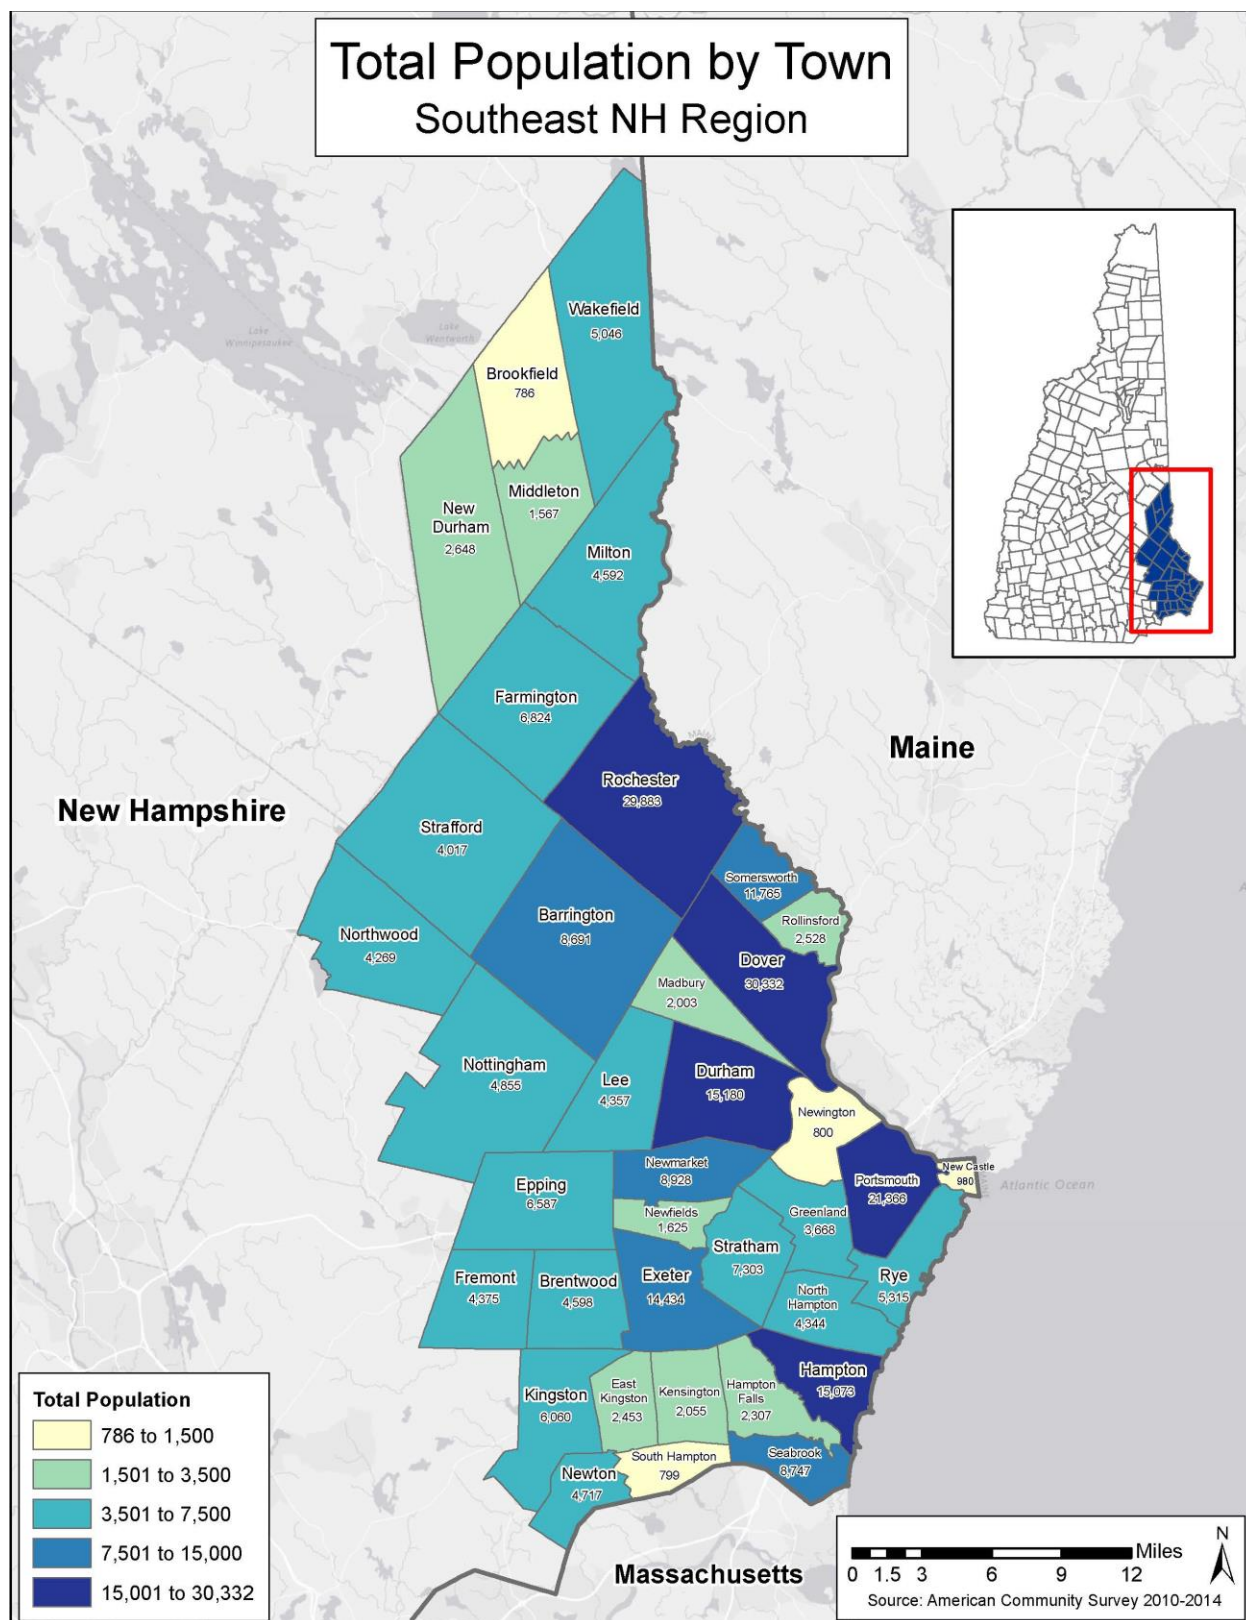 Total Population by Town
Southeast NH Region
Lake
Winnipesaukee
Lake
Wentworth
Wakefield
5,046
Brookfield
786
Middleton
1,567
New
Durham
2,648
Milton
4,592
Farmington
6,824
Maine
Rochester
29,883
New Hampshire
Strafford
4,017
Somersworth
11,765
Barrington
8,691
Rollinsford
2,528
Northwood
4,269
Dover
30,332
Madbury
2,003
Nottingham
4,855
Lee
4,357
Durham
15,180
Newington
800
Newmarket
8,928
New Castle
980
Portsmouth
21,366
Atlantic Ocean
Epping
6,587
Newfields
1,625
Greenland
3,668
Stratham
7,303
Fremont
4,375
Brentwood
4,598
Exeter
14,434
Rye
5,315
North
Hampton
4,344
Hampton
15,073
Kingston
6,060
East
Kingston
2,453
Kensington
2,055
Hampton
Falls
2,307
South Hampton
799
Seabrook
8,747
Newton
4,717
Massachusetts
Total Population
786 to 1,500
1,501 to 3,500
3,501 to 7,500
7,501 to 15,000
15,001 to 30,332
N
Miles
0 1.5 3 6 9 12
Source: American Community Survey 2010-2014